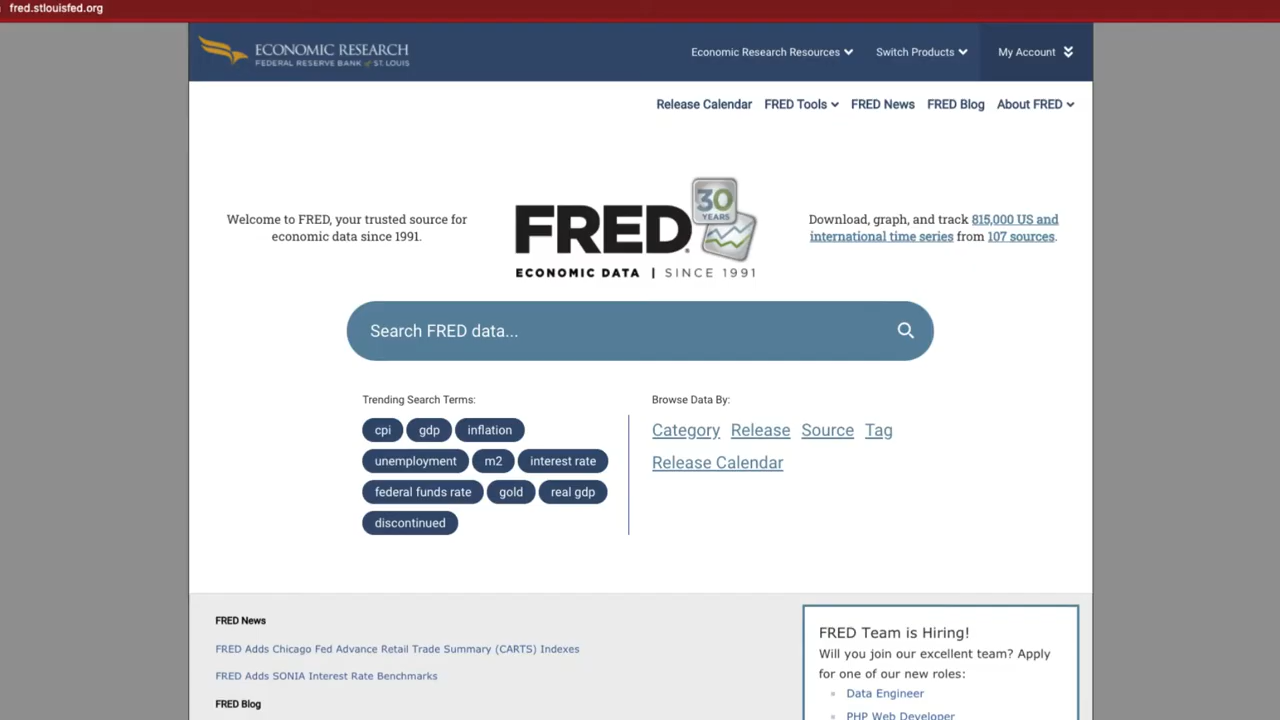 fred.stlouisfed.org
ECONOMIC RESEARCH
FEDERAL RESERVE BANK of ST. LOUIS
Economic Research Resources
Switch Products
My Account
Release Calendar
FRED Tools
FRED News
FRED Blog
About FRED
Welcome to FRED, your trusted source for
economic data since 1991.
FRED
30
YEARS
ECONOMIC DATA | SINCE 1991
Download, graph, and track 815,000 US and
international time series from 107 sources.
Search FRED data...
Trending Search Terms:
cpi gdp inflation
unemployment m2 interest rate
federal funds rate gold real gdp
discontinued
Browse Data By:
Category Release Source Tag
Release Calendar
FRED News
FRED Adds Chicago Fed Advance Retail Trade Summary (CARTS) Indexes
FRED Adds SONIA Interest Rate Benchmarks
FRED Blog
FRED Team is Hiring!
Will you join our excellent team? Apply
for one of our new roles:
Data Engineer
PHP Web Developer